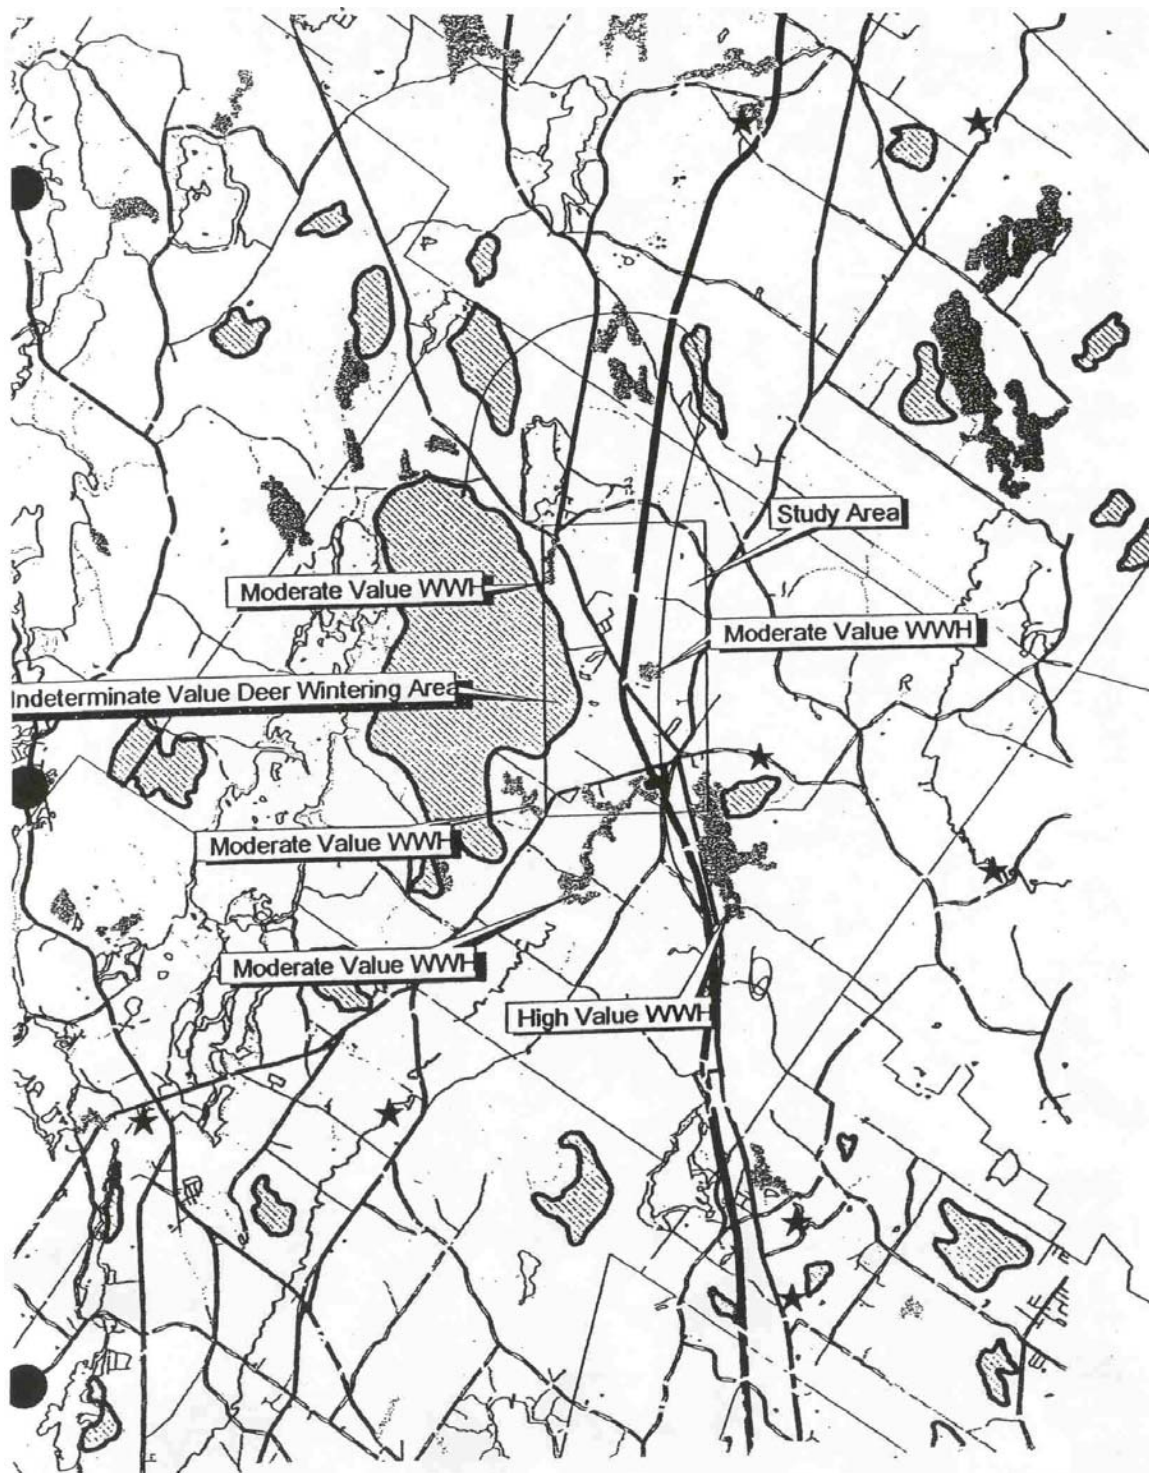 Study Area
Moderate Value WWH
Moderate Value WWH
Indeterminate Value Deer Wintering Area
Moderate Value WWH
Moderate Value WWH
High Value WWH